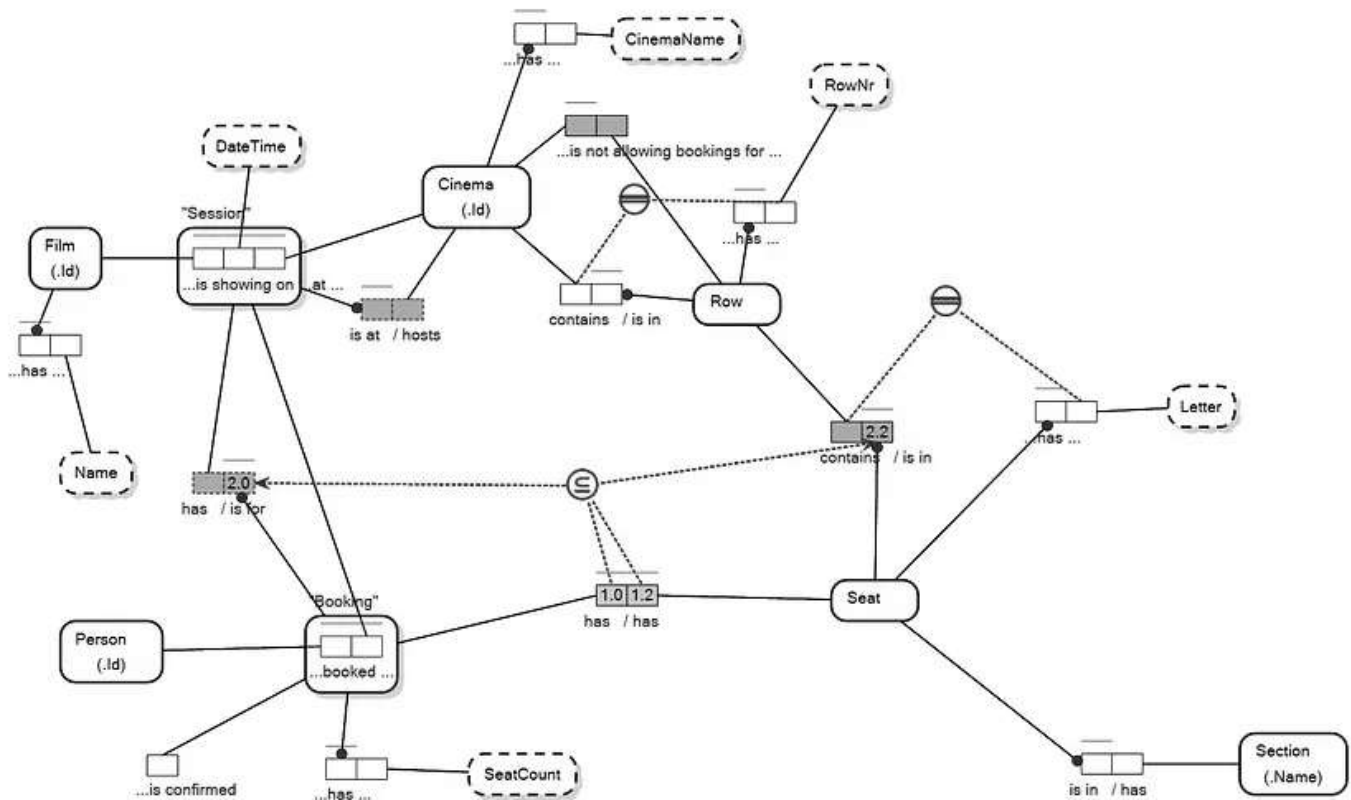 CinemaName
...has ...
RowNr
DateTime
...is not allowing bookings for ...
Cinema
(.Id)
"Session"
Film
(.Id)
...has ...
...is showing on ..at ...
Row
contains / is in
is at / hosts
...has ...
Letter
2.2
...has ...
contains / is in
Name
2.0
has / is for
⊆
1.0 1.2
has / has
Seat
"Booking"
Person
(.Id)
...booked ...
Section
(.Name)
SeatCount
...is confirmed
...has ...
is in / has